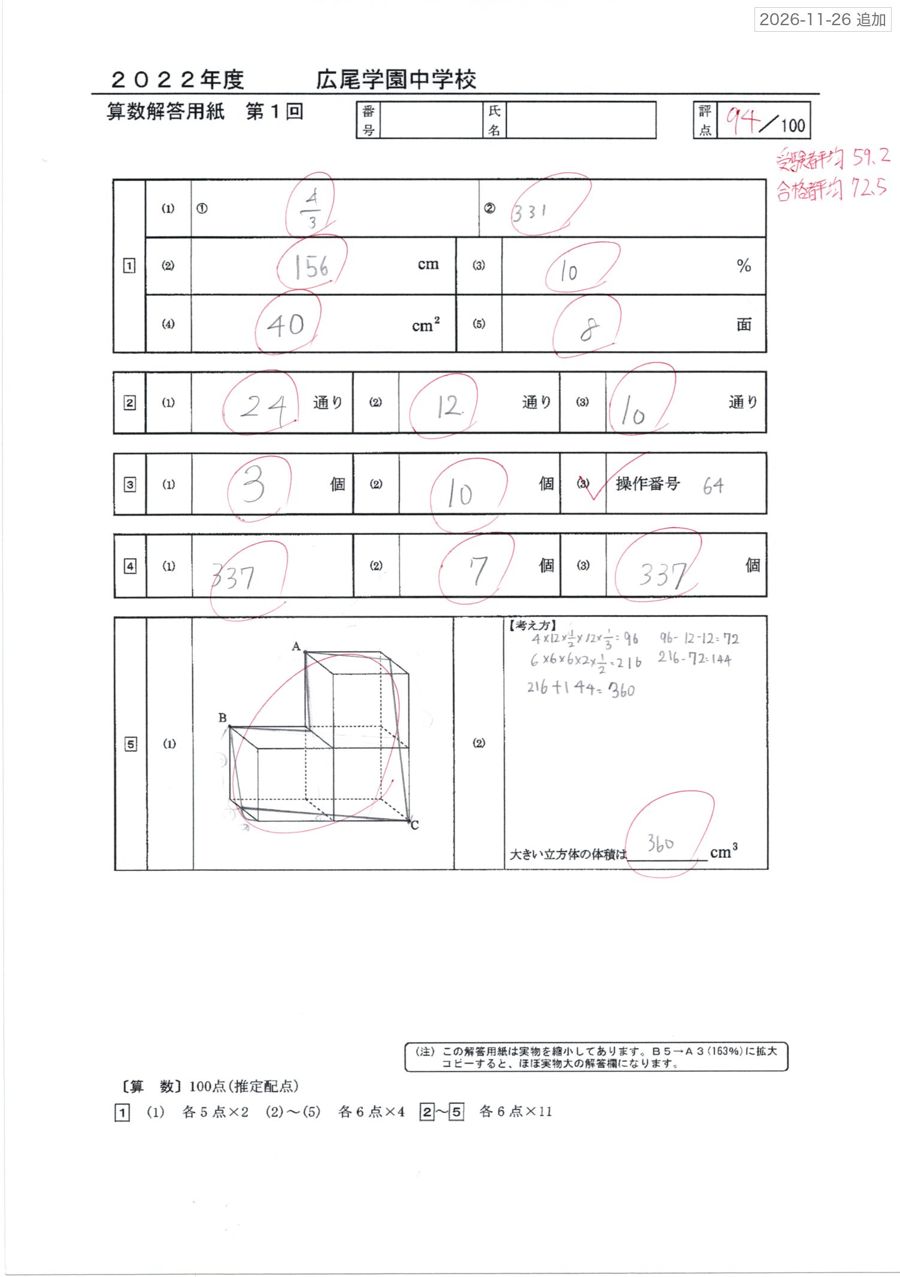 2026-11-26 追加
2022年度 広尾学園中学校
算数解答用紙 第1回 番号 氏名 評点 94/100
受験者平均 59.2
合格者平均 72.5
1 (1) ① 4/3 ② 331
(2) 156 cm (3) 10 %
(4) 40 cm² (5) 8 面
2 (1) 24 通り (2) 12 通り (3) 10 通り
3 (1) 3 個 (2) 10 個 (3) 操作番号 64
4 (1) 337 (2) 7 個 (3) 337 個
5 (1) A B C (2)
【考え方】
4×12×1/2×12×1/3=96 96-12-12=72
6×6×6×2×1/2=216 216-72=144
216+144=360
大きい立方体の体積は 360 cm³
(注) この解答用紙は実物を縮小してあります。B5→A3(163%)に拡大
コピーすると、ほぼ実物大の解答欄になります。
〔算 数〕100点(推定配点)
1 (1) 各5点×2 (2)〜(5) 各6点×4 2〜5 各6点×11